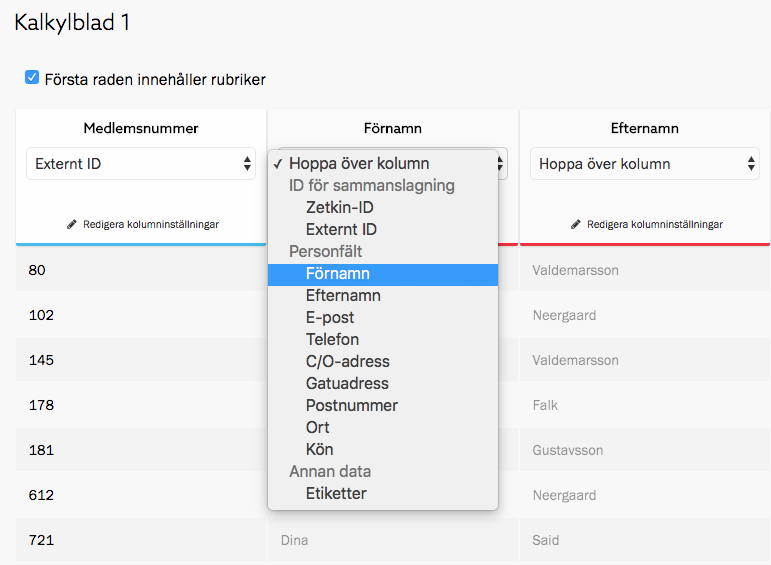 Kalkylblad 1
Första raden innehåller rubriker
Medlemsnummer Förnamn Efternamn
Externt ID Hoppa över kolumn
Redigera kolumninställningar Redigera kolumninställningar
Hoppa över kolumn
ID för sammanslagning
Zetkin-ID
Externt ID
Personfält
Förnamn
Efternamn
E-post
Telefon
C/O-adress
Gatuadress
Postnummer
Ort
Kön
Annan data
Etiketter
80 Valdemarsson
102 Neergaard
145 Valdemarsson
178 Falk
181 Gustavsson
612 Neergaard
721 Dina Said